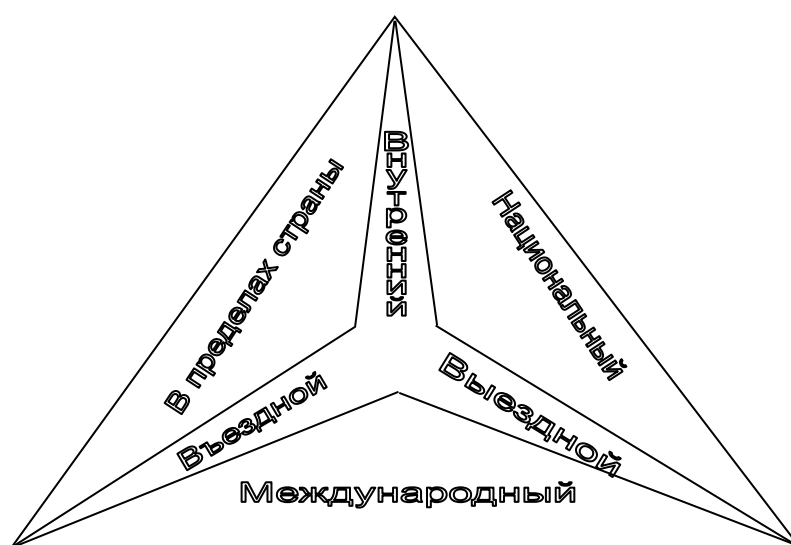 Внутренний
В пределах страны
Национальный
Въездной
Выездной
Международный